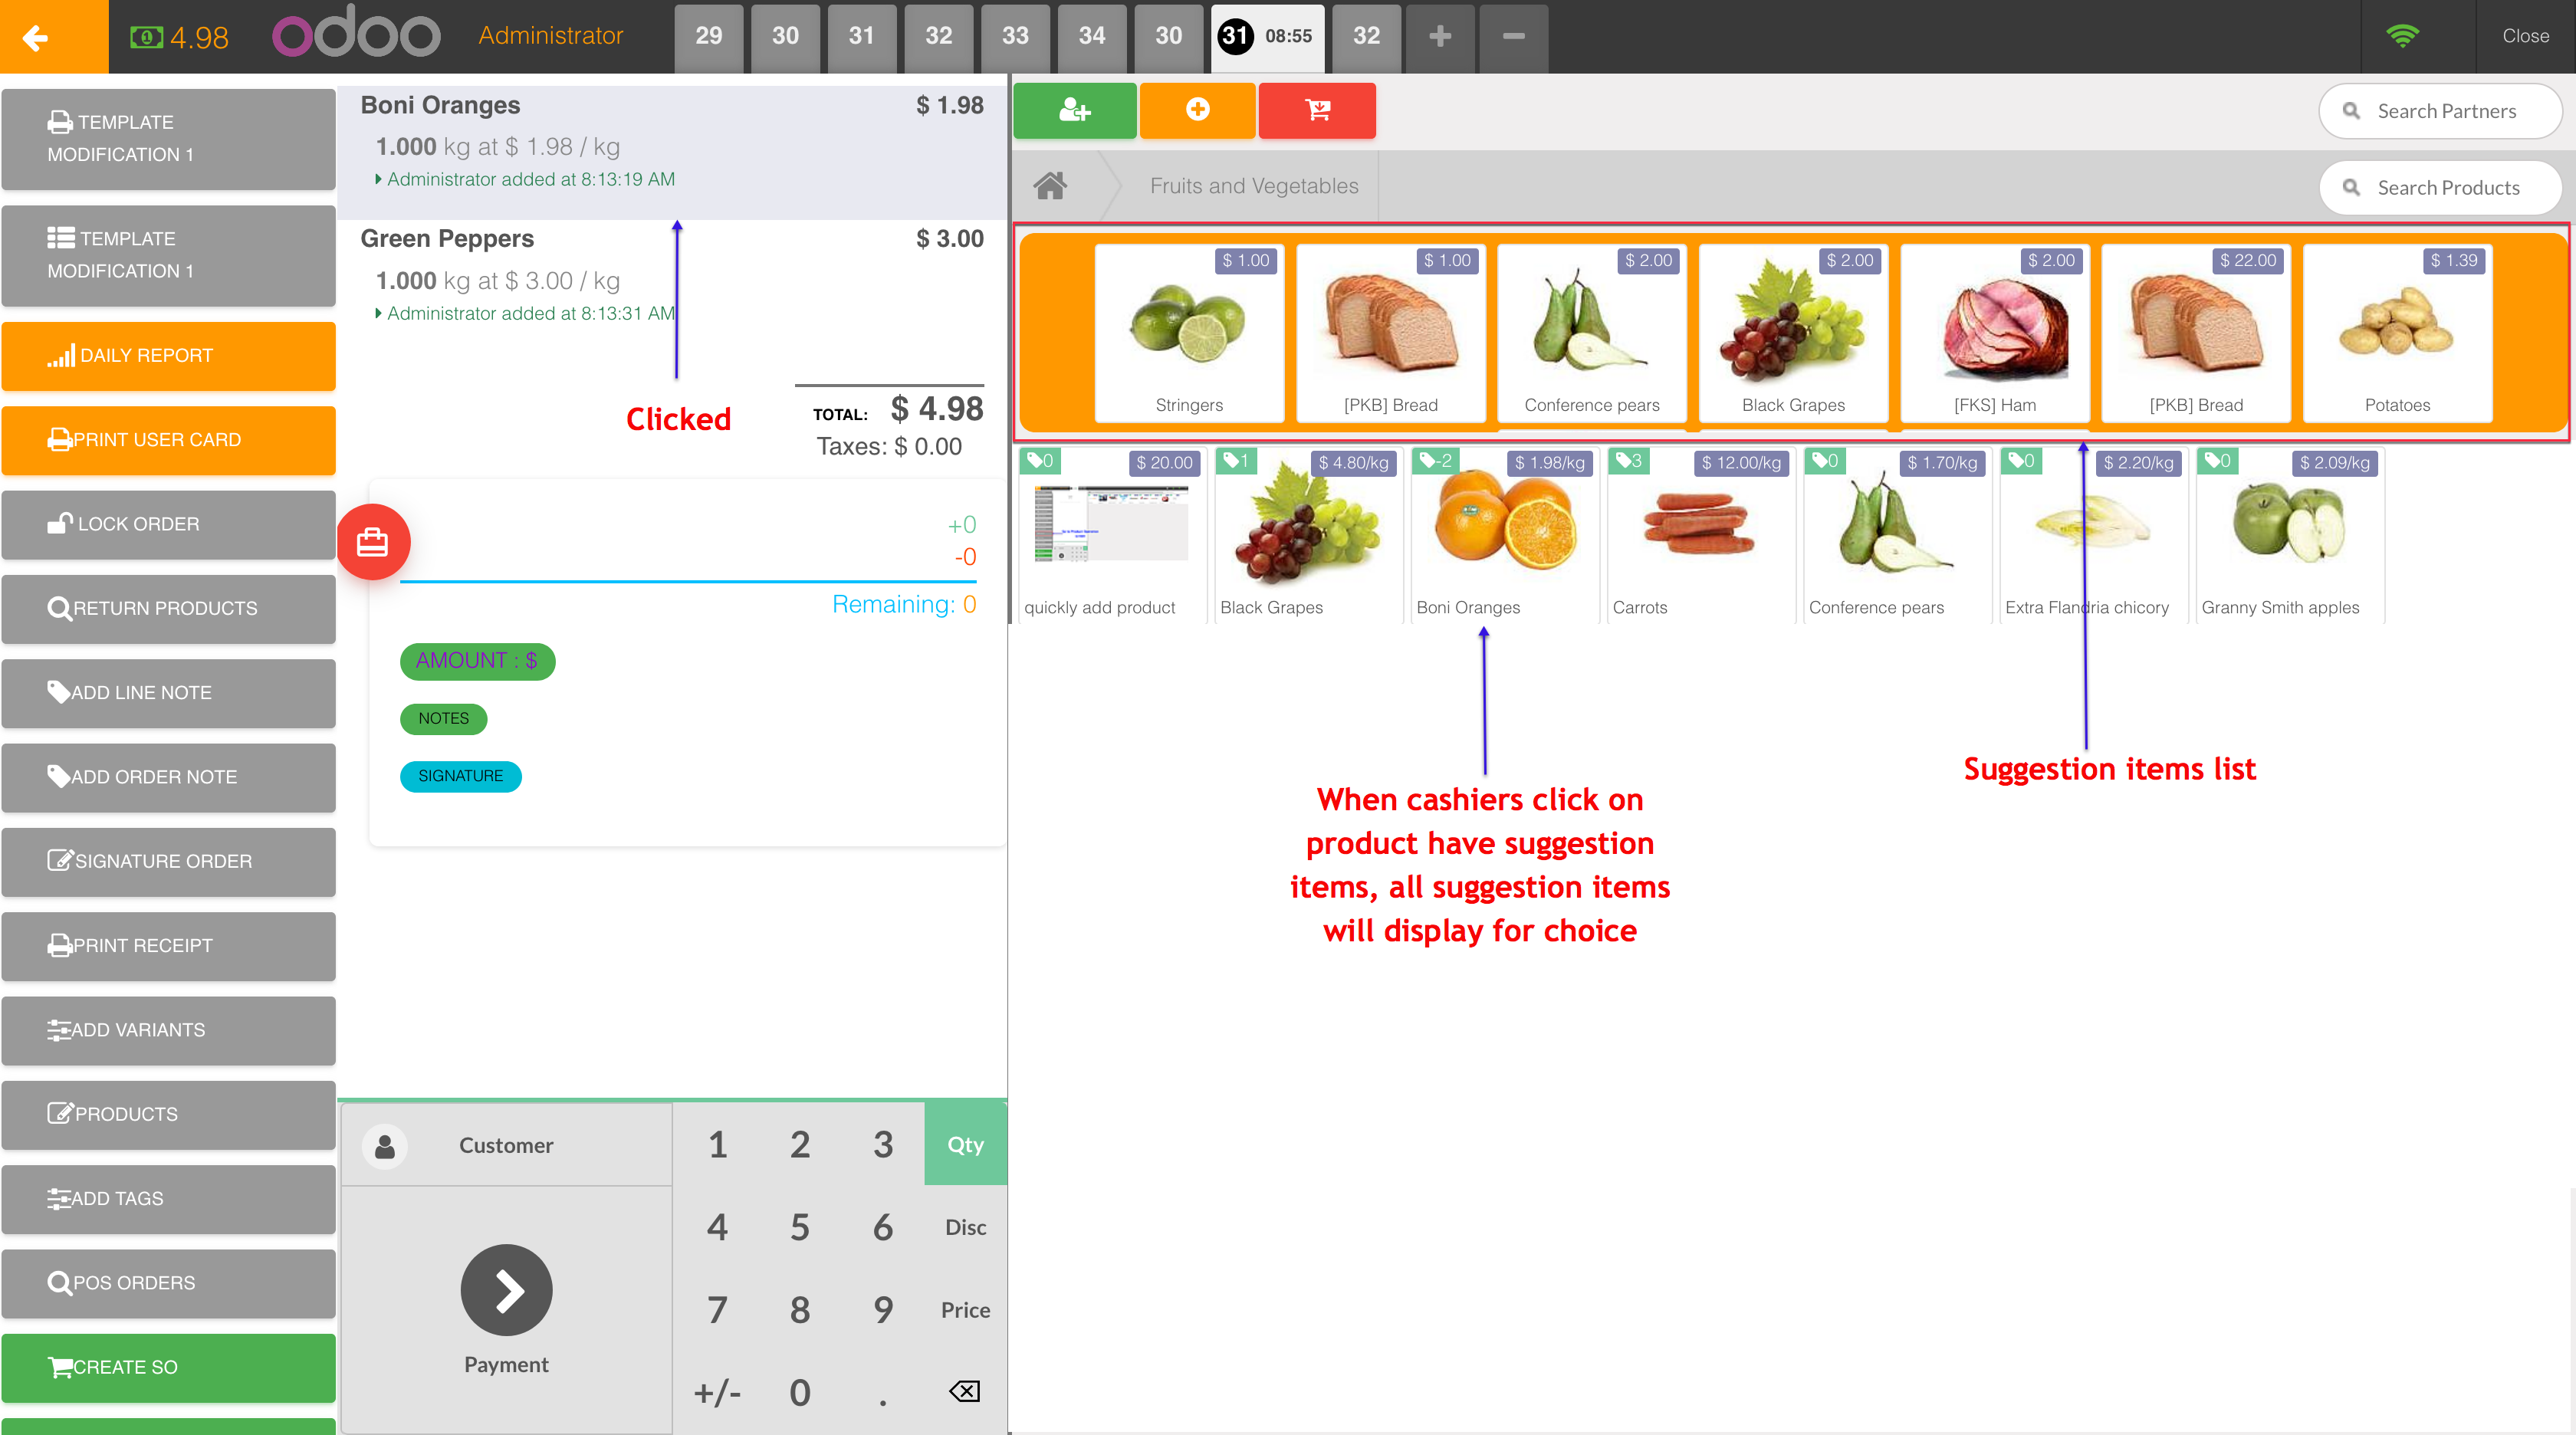 4.98
odoo
Administrator
29
30
31
32
33
34
30
31 08:55
32
+
−
Close
TEMPLATE
MODIFICATION 1
TEMPLATE
MODIFICATION 1
DAILY REPORT
PRINT USER CARD
LOCK ORDER
RETURN PRODUCTS
ADD LINE NOTE
ADD ORDER NOTE
SIGNATURE ORDER
PRINT RECEIPT
ADD VARIANTS
PRODUCTS
ADD TAGS
POS ORDERS
CREATE SO
Boni Oranges $ 1.98
1.000 kg at $ 1.98 / kg
Administrator added at 8:13:19 AM
Green Peppers $ 3.00
1.000 kg at $ 3.00 / kg
Administrator added at 8:13:31 AM
Clicked
TOTAL: $ 4.98
Taxes: $ 0.00
+0
-0
Remaining: 0
AMOUNT : $
NOTES
SIGNATURE
Customer
Payment
1 2 3 Qty
4 5 6 Disc
7 8 9 Price
+/- 0 .
Search Partners
Fruits and Vegetables
Search Products
$ 1.00
Stringers
$ 1.00
[PKB] Bread
$ 2.00
Conference pears
$ 2.00
Black Grapes
$ 2.00
[FKS] Ham
$ 22.00
[PKB] Bread
$ 1.39
Potatoes
0 $ 20.00
quickly add product
1 $ 4.80/kg
Black Grapes
-2 $ 1.98/kg
Boni Oranges
3 $ 12.00/kg
Carrots
0 $ 1.70/kg
Conference pears
0 $ 2.20/kg
Extra Flandria chicory
0 $ 2.09/kg
Granny Smith apples
When cashiers click on
product have suggestion
items, all suggestion items
will display for choice
Suggestion items list